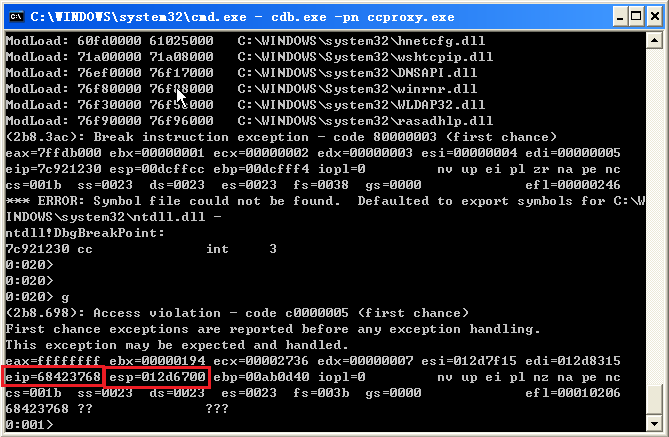 C:\WINDOWS\system32\cmd.exe - cdb.exe -pn ccproxy.exe
ModLoad: 60fd0000 61025000   C:\WINDOWS\system32\hnetcfg.dll
ModLoad: 71a00000 71a08000   C:\WINDOWS\System32\wshtcpip.dll
ModLoad: 76ef0000 76f17000   C:\WINDOWS\system32\DNSAPI.dll
ModLoad: 76f80000 76f88000   C:\WINDOWS\System32\winrnr.dll
ModLoad: 76f30000   C:\WINDOWS\system32\WLDAP32.dll
ModLoad: 76f90000 76f96000   C:\WINDOWS\system32\rasadhlp.dll
(2b8.3ac): Break instruction exception - code 80000003 (first chance)
eax=7ffdb000 ebx=00000001 ecx=00000002 edx=00000003 esi=00000004 edi=00000005
eip=7c921230 esp=00dcffcc ebp=00dcfff4 iopl=0         nv up ei pl zr na pe nc
cs=001b  ss=0023  ds=0023  es=0023  fs=0038  gs=0000             efl=00000246
*** ERROR: Symbol file could not be found.  Defaulted to export symbols for C:\W
INDOWS\system32\ntdll.dll -
ntdll!DbgBreakPoint:
7c921230 cc              int     3
0:020>
0:020>
0:020> g
(2b8.698): Access violation - code c0000005 (first chance)
First chance exceptions are reported before any exception handling.
This exception may be expected and handled.
eax=ffffffff ebx=00000194 ecx=00002736 edx=00000007 esi=012d7f15 edi=012d8315
eip=68423768 esp=012d6700 ebp=00ab0d40 iopl=0         nv up ei pl nz na pe nc
cs=001b  ss=0023  ds=0023  es=0023  fs=003b  gs=0000             efl=00010206
68423768 ??              ???
0:001>